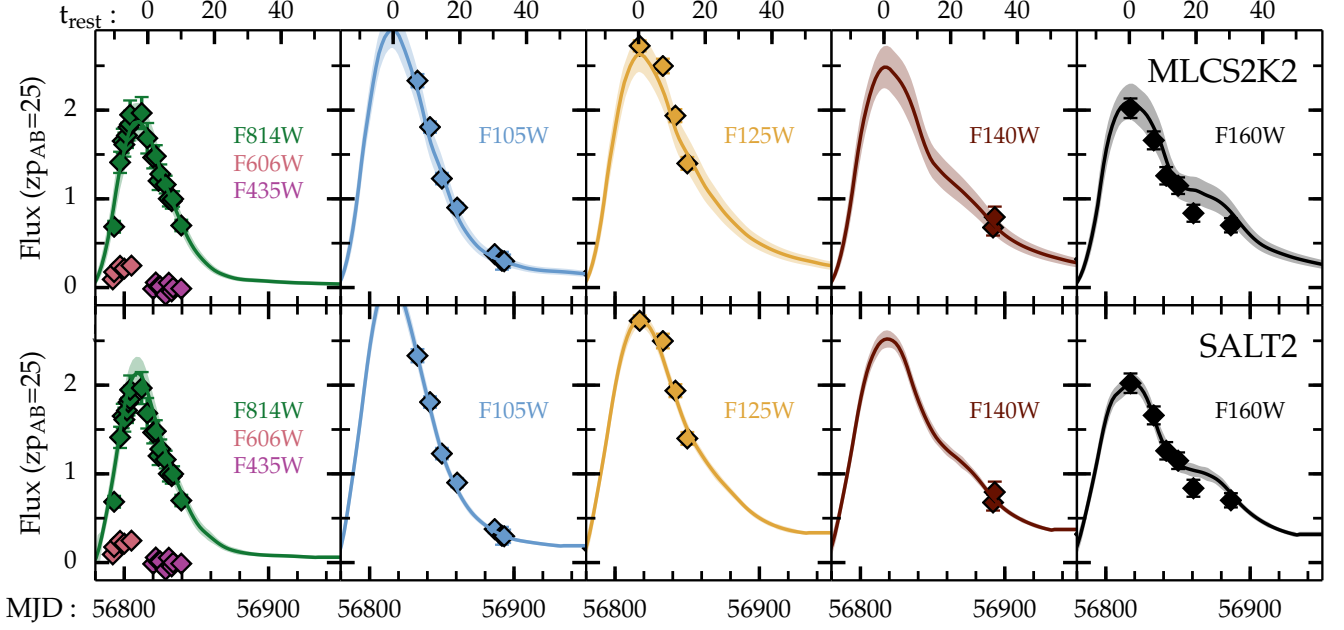 t_rest : 0 20 40 0 20 40 0 20 40 0 20 40 0 20 40
MLCS2K2
Flux (zp_AB=25)
2
1
0
F814W
F606W
F435W
F105W
F125W
F140W
F160W
SALT2
Flux (zp_AB=25)
2
1
0
F814W
F606W
F435W
F105W
F125W
F140W
F160W
MJD : 56800 56900 56800 56900 56800 56900 56800 56900 56800 56900